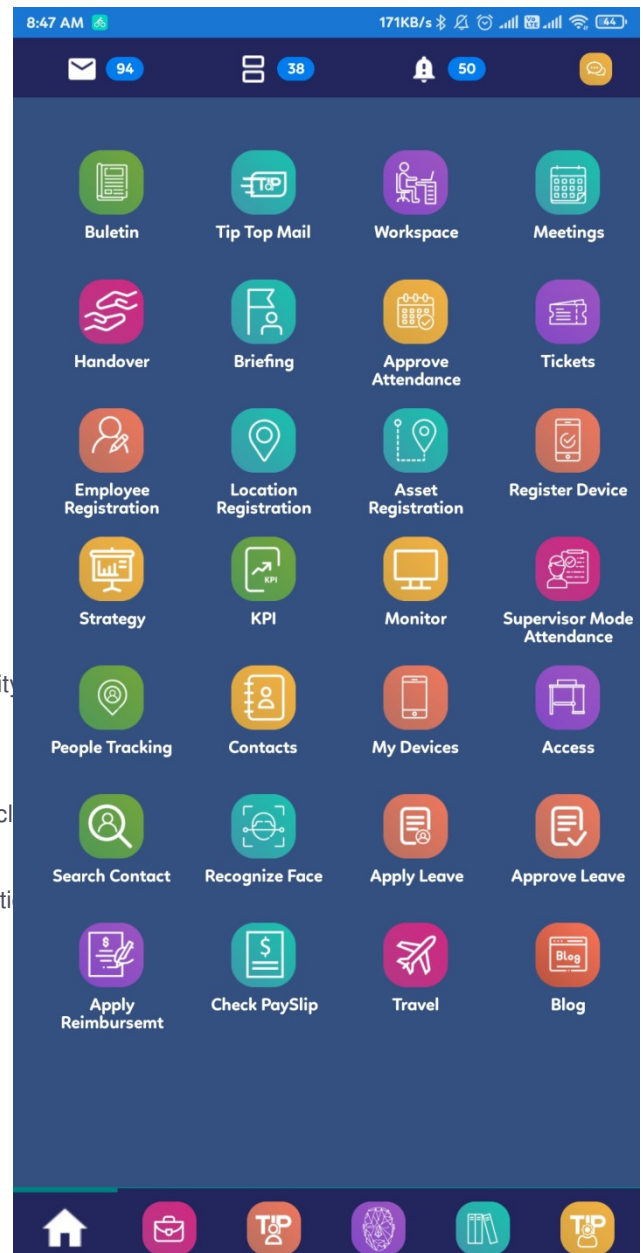 8:47 AM 171KB/s 44
94 38 50
Buletin Tip Top Mail Workspace Meetings
Handover Briefing Approve Attendance Tickets
Employee Registration Location Registration Asset Registration Register Device
KPI
Strategy KPI Monitor Supervisor Mode Attendance
People Tracking Contacts My Devices Access
Search Contact Recognize Face Apply Leave Approve Leave
Blog
Apply Reimbursemt Check PaySlip Travel Blog